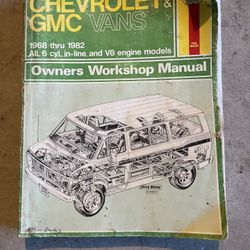 CHEVROLET &
GMC VANS
1968 thru 1982
All 6 cyl. in-line and V8 engine models
Owners Workshop Manual